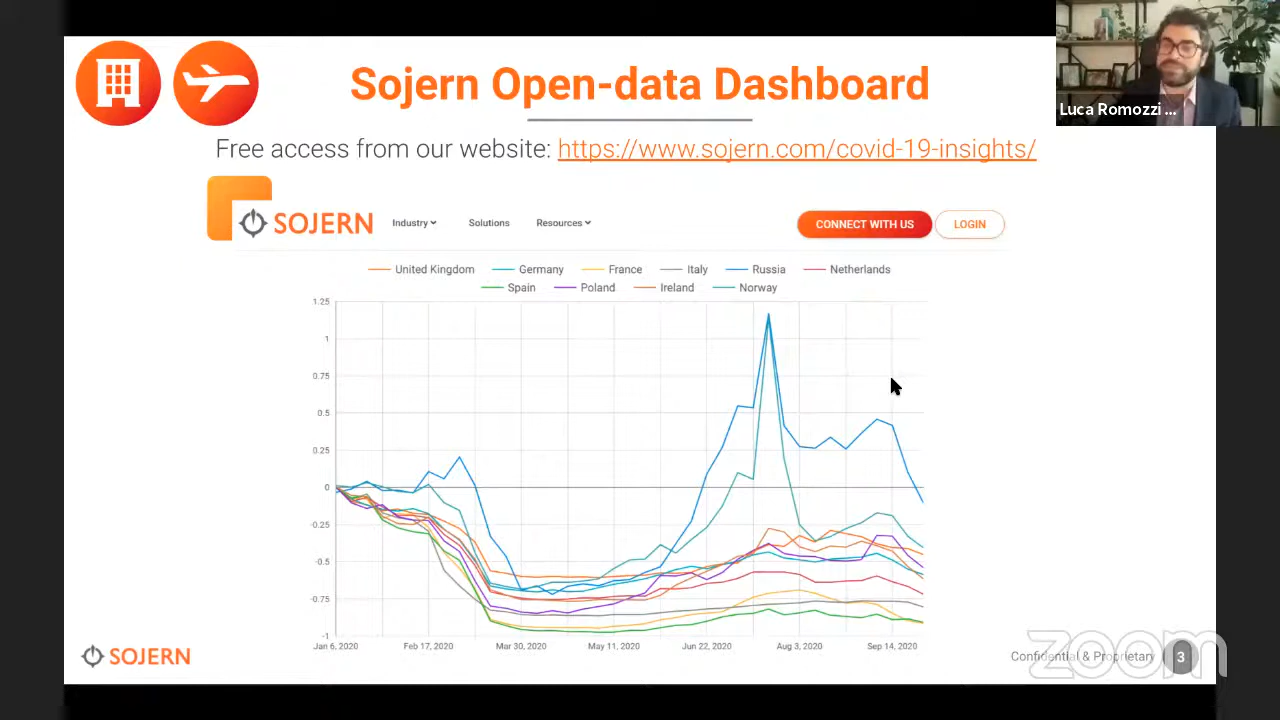 Sojern Open-data Dashboard
Luca Romozzi ...
Free access from our website: https://www.sojern.com/covid-19-insights/
SOJERN
Industry
Solutions
Resources
CONNECT WITH US
LOGIN
United Kingdom
Germany
France
Italy
Russia
Netherlands
Spain
Poland
Ireland
Norway
1.25
1
0.75
0.5
0.25
0
-0.25
-0.5
-0.75
-1
Jan 6, 2020
Feb 17, 2020
Mar 30, 2020
May 11, 2020
Jun 22, 2020
Aug 3, 2020
Sep 14, 2020
SOJERN
Confidential & Proprietary
3
zoom